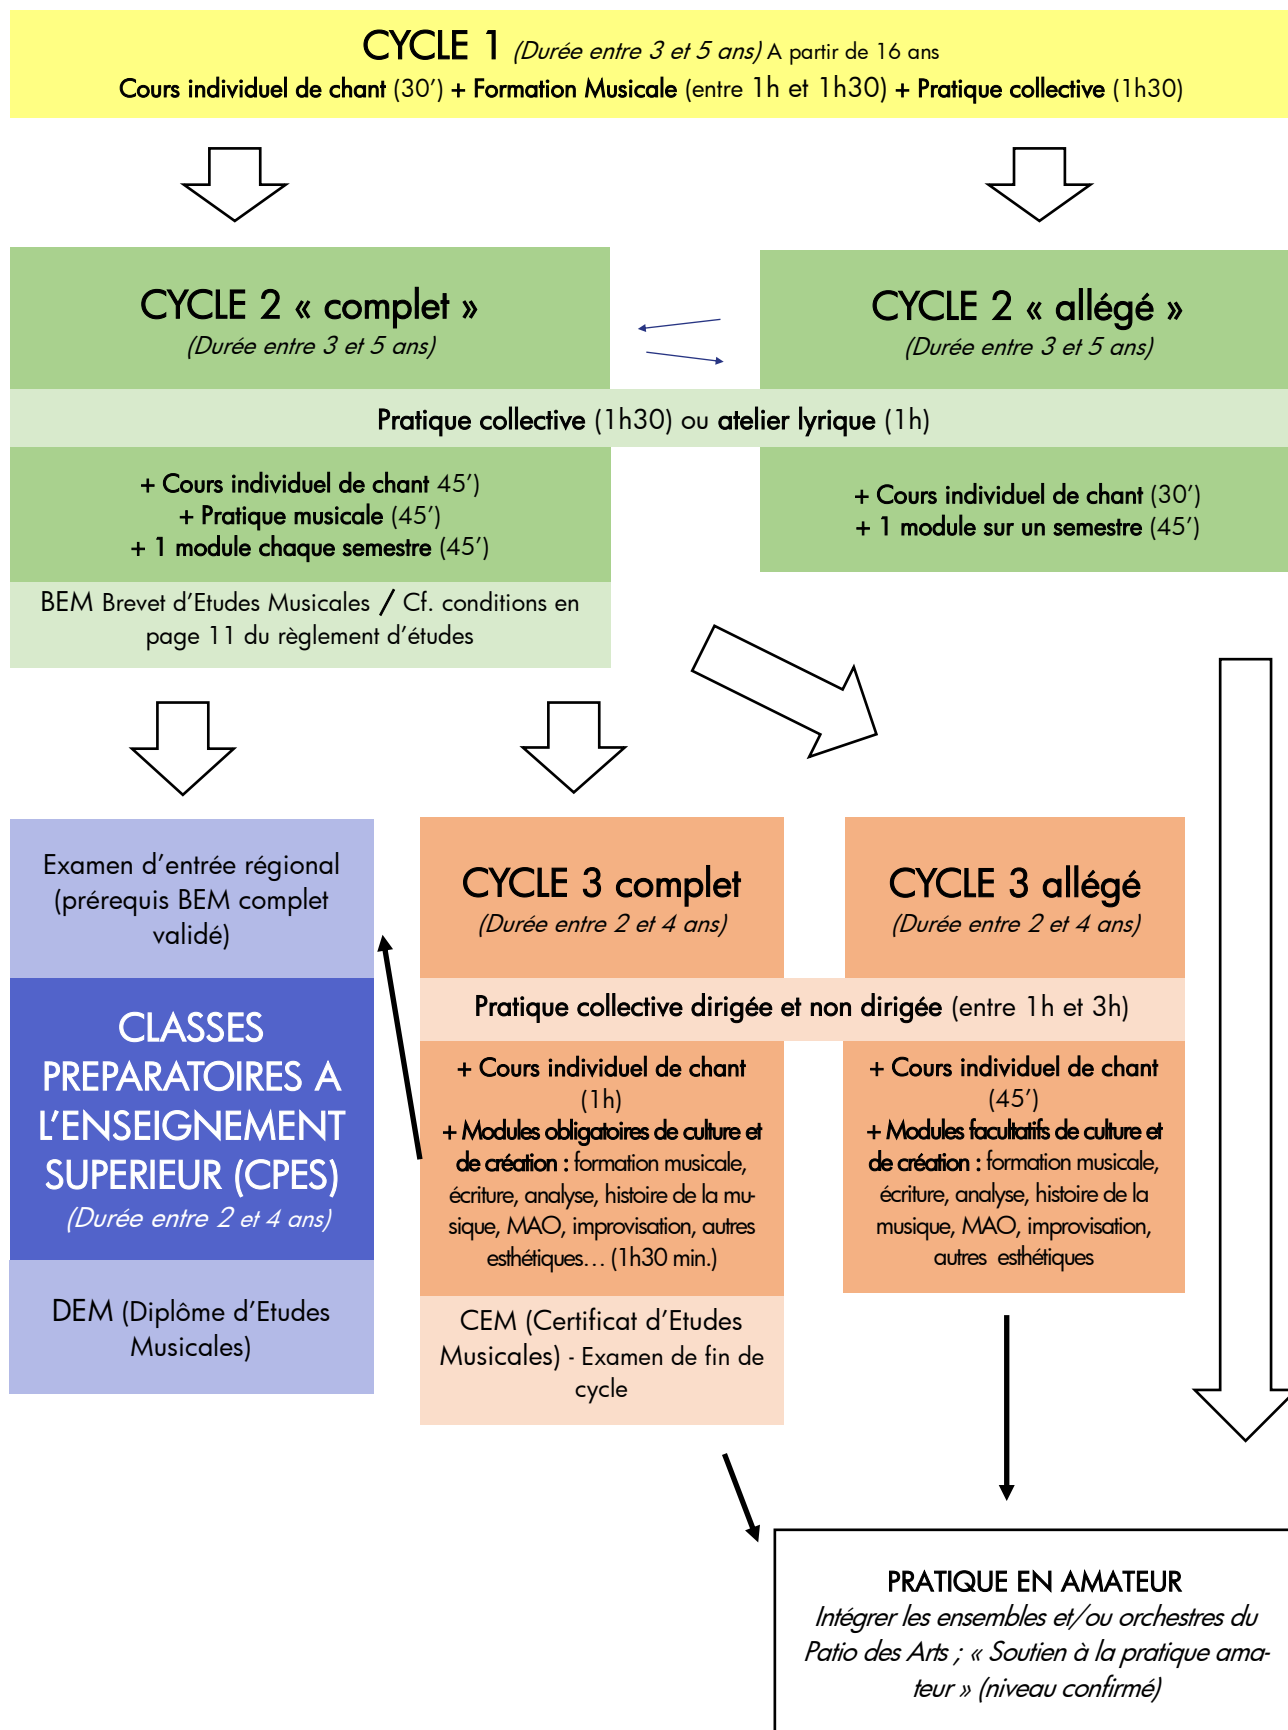 CYCLE 1 (Durée entre 3 et 5 ans) A partir de 16 ans
Cours individuel de chant (30’) + Formation Musicale (entre 1h et 1h30) + Pratique collective (1h30)
CYCLE 2 « complet »
(Durée entre 3 et 5 ans)
CYCLE 2 « allégé »
(Durée entre 3 et 5 ans)
Pratique collective (1h30) ou atelier lyrique (1h)
+ Cours individuel de chant 45’)
+ Pratique musicale (45’)
+ 1 module chaque semestre (45’)
+ Cours individuel de chant (30’)
+ 1 module sur un semestre (45’)
BEM Brevet d’Etudes Musicales / Cf. conditions en
page 11 du règlement d’études
Examen d’entrée régional
(prérequis BEM complet
validé)
CLASSES
PREPARATOIRES A
L’ENSEIGNEMENT
SUPERIEUR (CPES)
(Durée entre 2 et 4 ans)
DEM (Diplôme d’Etudes
Musicales)
CYCLE 3 complet
(Durée entre 2 et 4 ans)
CYCLE 3 allégé
(Durée entre 2 et 4 ans)
Pratique collective dirigée et non dirigée (entre 1h et 3h)
+ Cours individuel de chant
(1h)
+ Modules obligatoires de culture et
de création : formation musicale,
écriture, analyse, histoire de la mu-
sique, MAO, improvisation, autres
esthétiques… (1h30 min.)
+ Cours individuel de chant
(45’)
+ Modules facultatifs de culture et
de création : formation musicale,
écriture, analyse, histoire de la
musique, MAO, improvisation,
autres esthétiques
CEM (Certificat d’Etudes
Musicales) - Examen de fin de
cycle
PRATIQUE EN AMATEUR
Intégrer les ensembles et/ou orchestres du
Patio des Arts ; « Soutien à la pratique ama-
teur » (niveau confirmé)